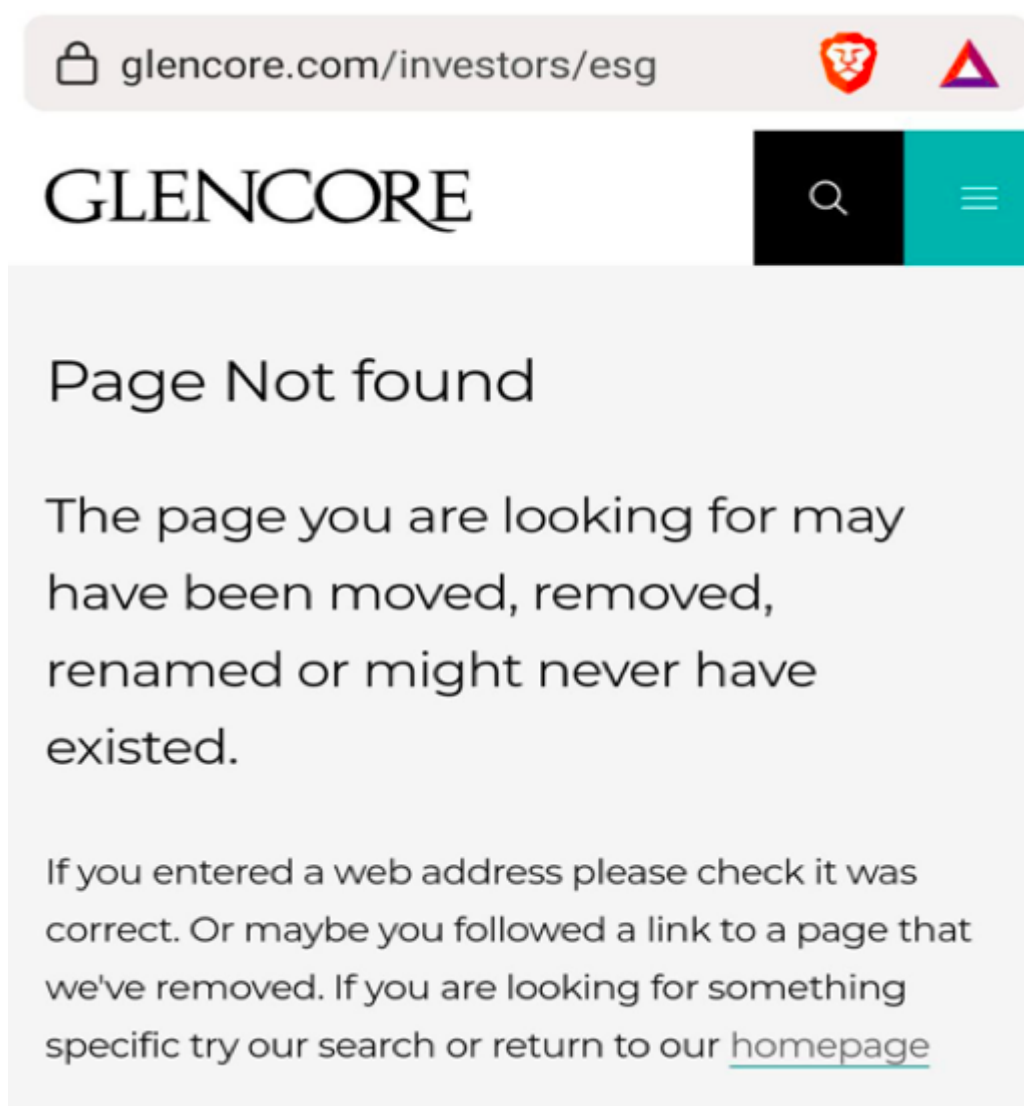 glencore.com/investors/esg
GLENCORE
Page Not found
The page you are looking for may
have been moved, removed,
renamed or might never have
existed.
If you entered a web address please check it was
correct. Or maybe you followed a link to a page that
we've removed. If you are looking for something
specific try our search or return to our homepage